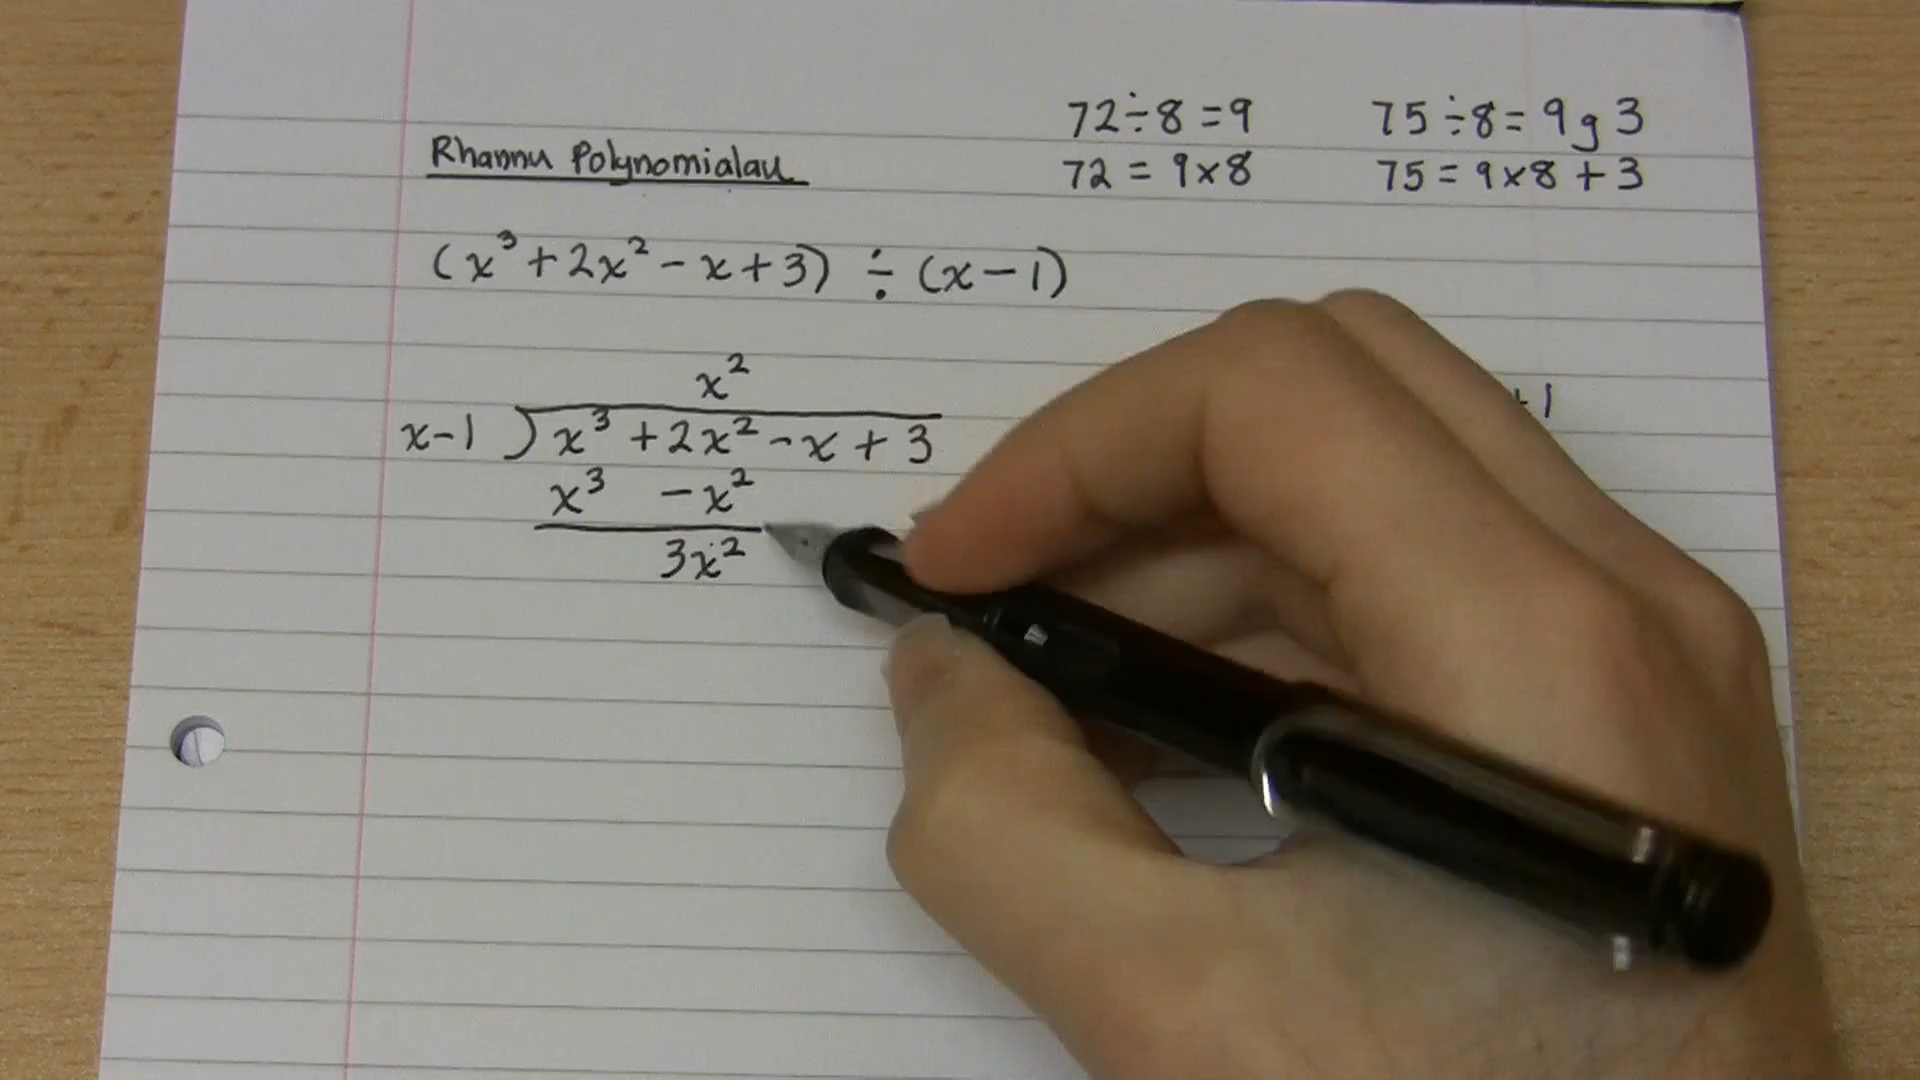 72÷8=9 75÷8=9 g 3
Rhannu Polynomialau
72 = 9×8 75=9×8+3
(x³+2x²-x+3) ÷ (x-1)
x²
+1
x-1 ) x³+2x²-x+3
x³ -x²
3x²